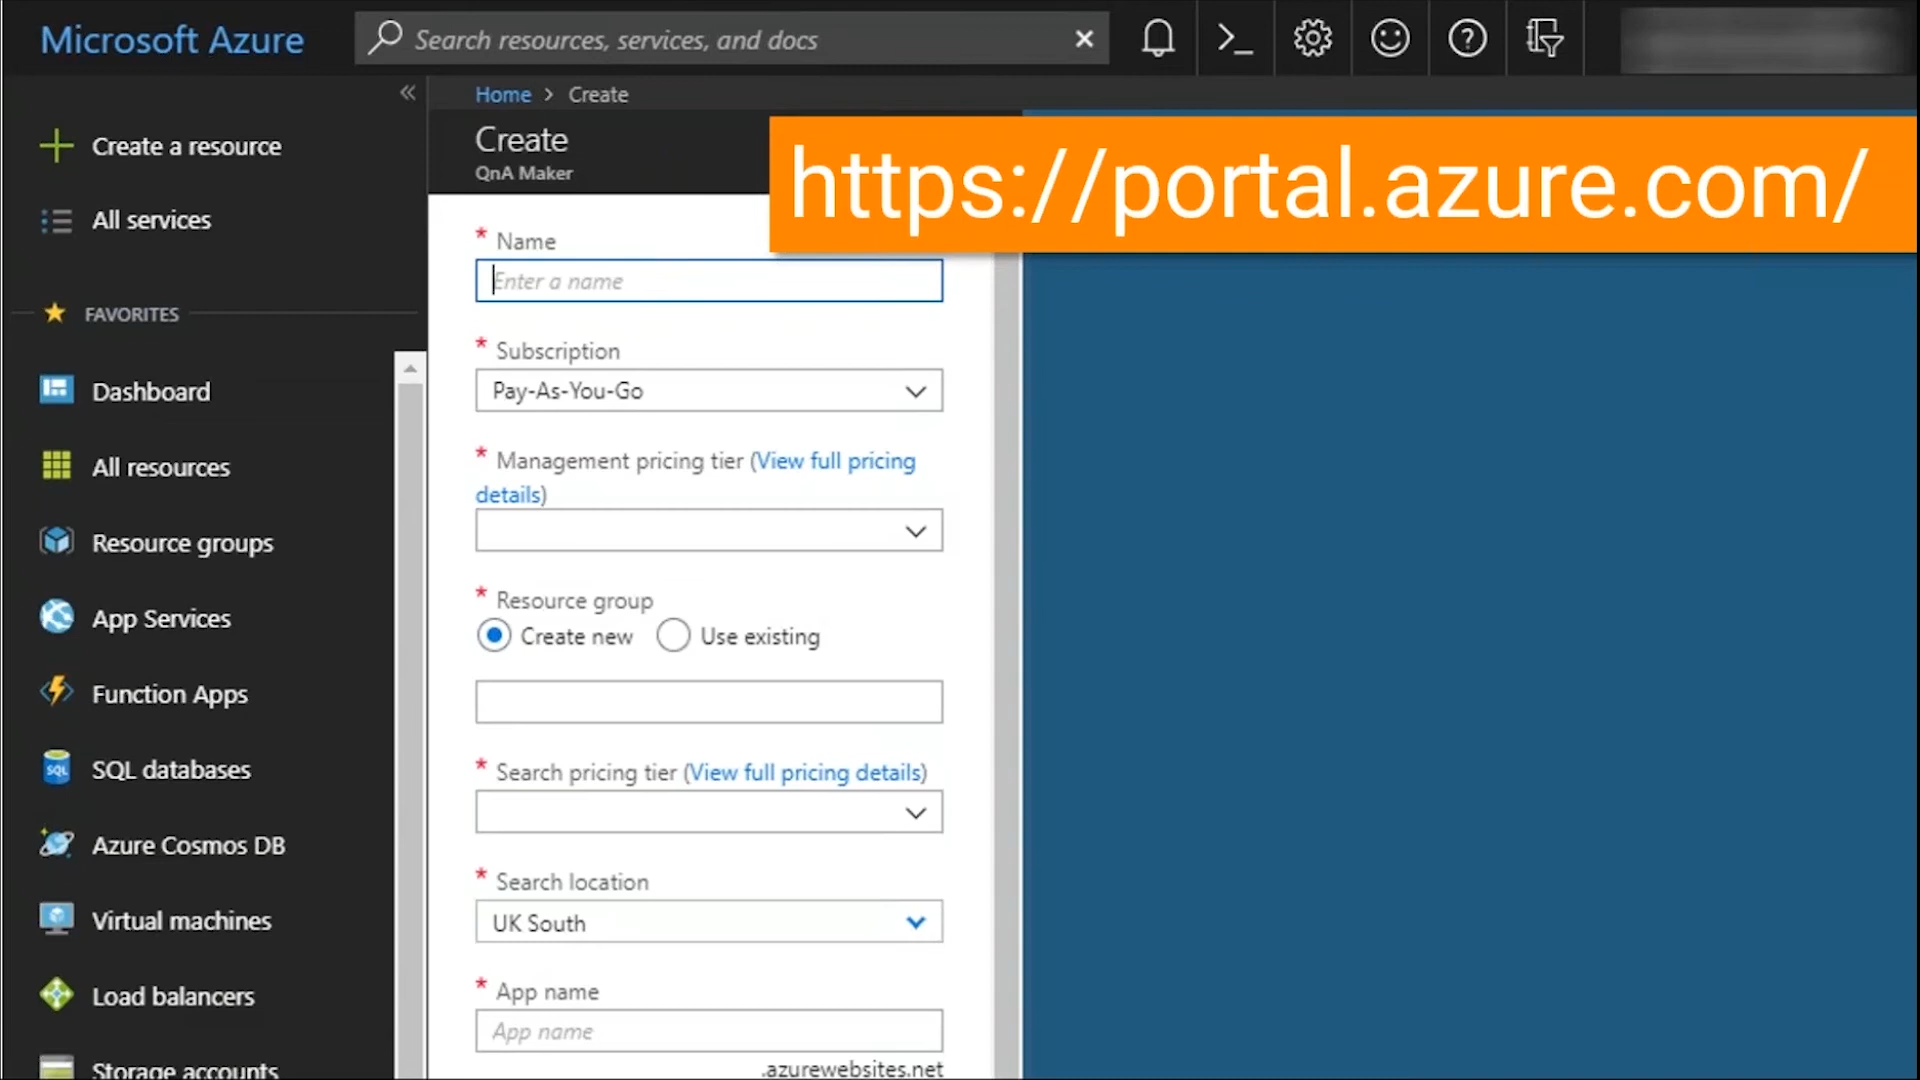 Microsoft Azure
Search resources, services, and docs
Home > Create
Create
QnA Maker
https://portal.azure.com/
Create a resource
All services
FAVORITES
Dashboard
All resources
Resource groups
App Services
Function Apps
SQL databases
Azure Cosmos DB
Virtual machines
Load balancers
Storage accounts
* Name
Enter a name
* Subscription
Pay-As-You-Go
* Management pricing tier (View full pricing
details)
* Resource group
Create new Use existing
* Search pricing tier (View full pricing details)
* Search location
UK South
* App name
App name
.azurewebsites.net